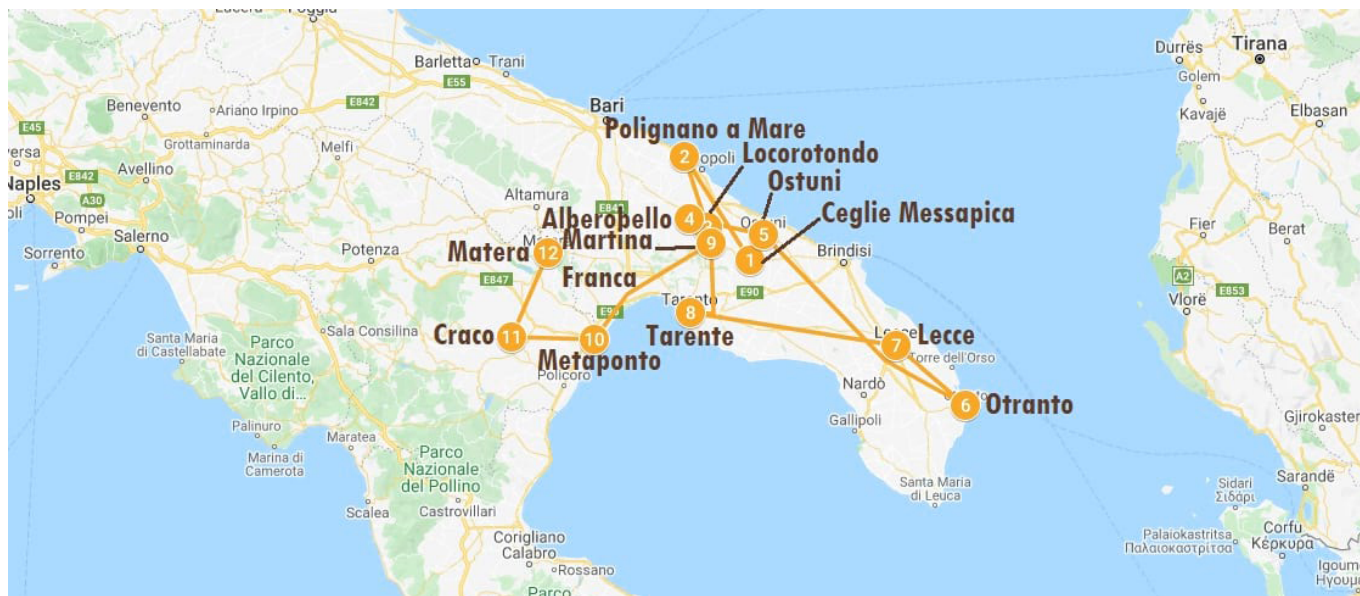 Foggia
Barletta
Trani
E55
Durrës
Tirana
Golem
Kavajë
Elbasan
Benevento
Ariano Irpino
E842
Bari
E45
Grottaminarda
Melfi
Polignano a Mare
2
Locorotondo
Ostuni
E842
Avellino
Naples
A30
Altamura
E843
Alberobello
4
5
Ceglie Messapica
Pompei
Salerno
Fier
Berat
Sorrento
Potenza
Matera
12
Martina
9
1
Brindisi
Franca
E847
E90
A2
E853
Vlorë
Taranto
8
Tarente
E90
Sala Consilina
Santa Maria
di Castellabate
Parco
Nazionale
del Cilento,
Vallo di...
Craco
11
10
Metaponto
7
Lecce
Torre dell'Orso
Policoro
Nardò
6
Otranto
Gallipoli
Gjirokastër
Palinuro
Marina di
Camerota
Maratea
Parco
Nazionale
del Pollino
Santa Maria
di Leuca
Sarandë
Sidari
Σιδάρι
Scalea
Castrovillari
Corigliano
Calabro
Rossano
Palaiokastritsa
Παλαιοκαστρίτσα
Corfu
Κέρκυρα
Parco